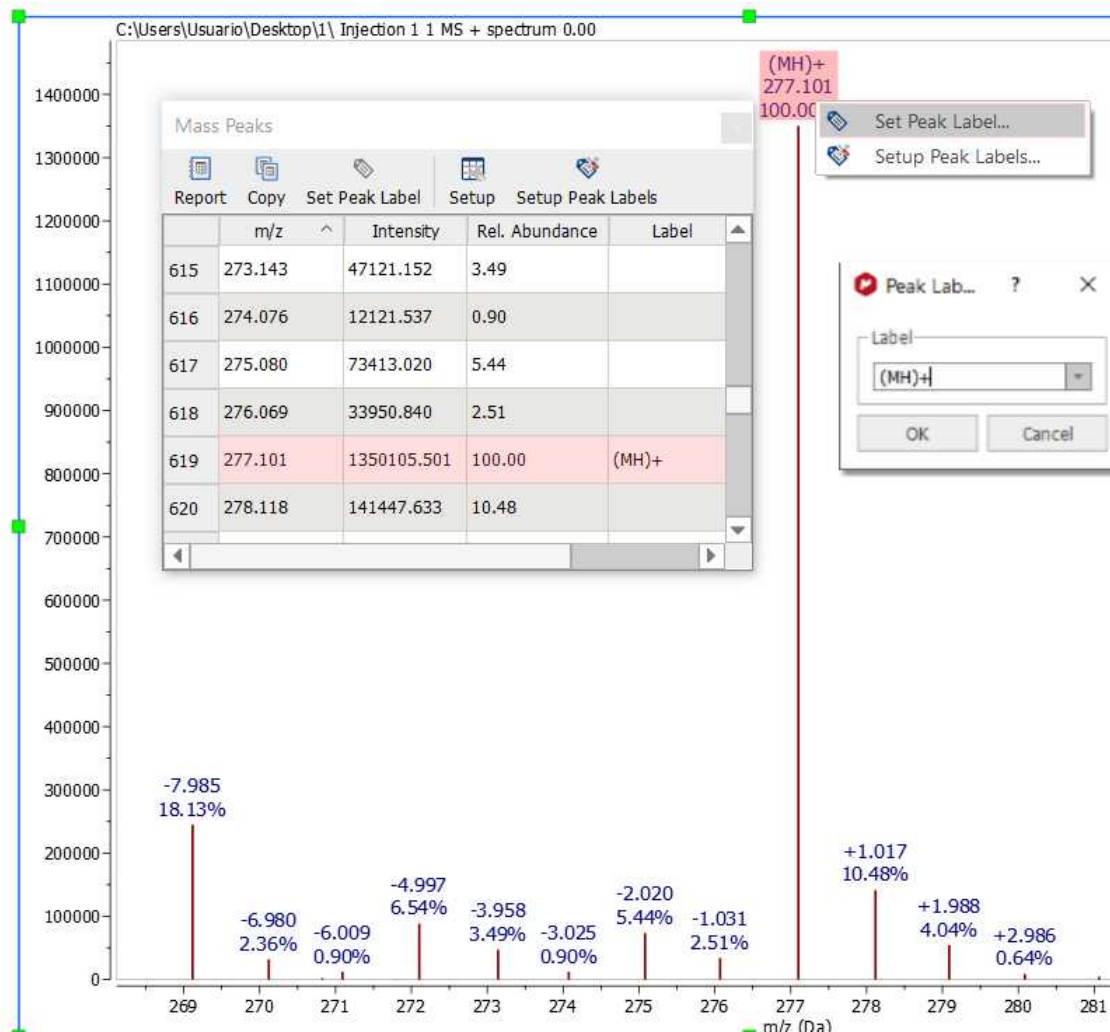 C:\Users\Usuario\Desktop\1\ Injection 1 1 MS + spectrum 0.00
(MH)+
277.101
Set Peak Label...
Setup Peak Labels...
Mass Peaks
Report Copy Set Peak Label Setup Setup Peak Labels
m/z Intensity Rel. Abundance Label
615 273.143 47121.152 3.49
616 274.076 12121.537 0.90
617 275.080 73413.020 5.44
618 276.069 33950.840 2.51
619 277.101 1350105.501 100.00 (MH)+
620 278.118 141447.633 10.48
Peak Lab... ? ×
Label
(MH)+
OK Cancel
1400000
1300000
1200000
1100000
1000000
900000
800000
700000
600000
500000
400000
300000
200000
100000
0
-7.985
18.13%
-6.980
2.36%
-6.009
0.90%
-4.997
6.54%
-3.958
3.49%
-3.025
0.90%
-2.020
5.44%
-1.031
2.51%
+1.017
10.48%
+1.988
4.04%
+2.986
0.64%
269 270 271 272 273 274 275 276 277 278 279 280 281
m/z (Da)